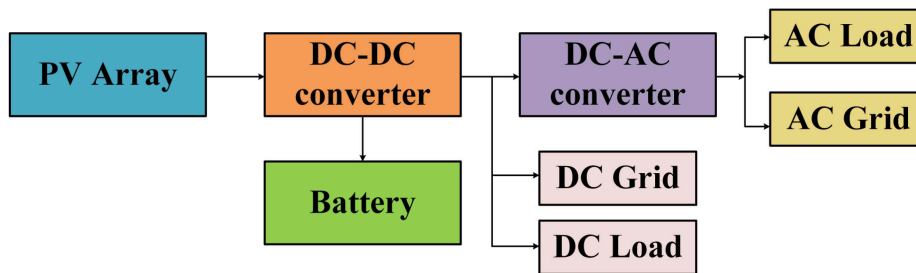 PV Array
DC-DC
converter
DC-AC
converter
AC Load
AC Grid
Battery
DC Grid
DC Load